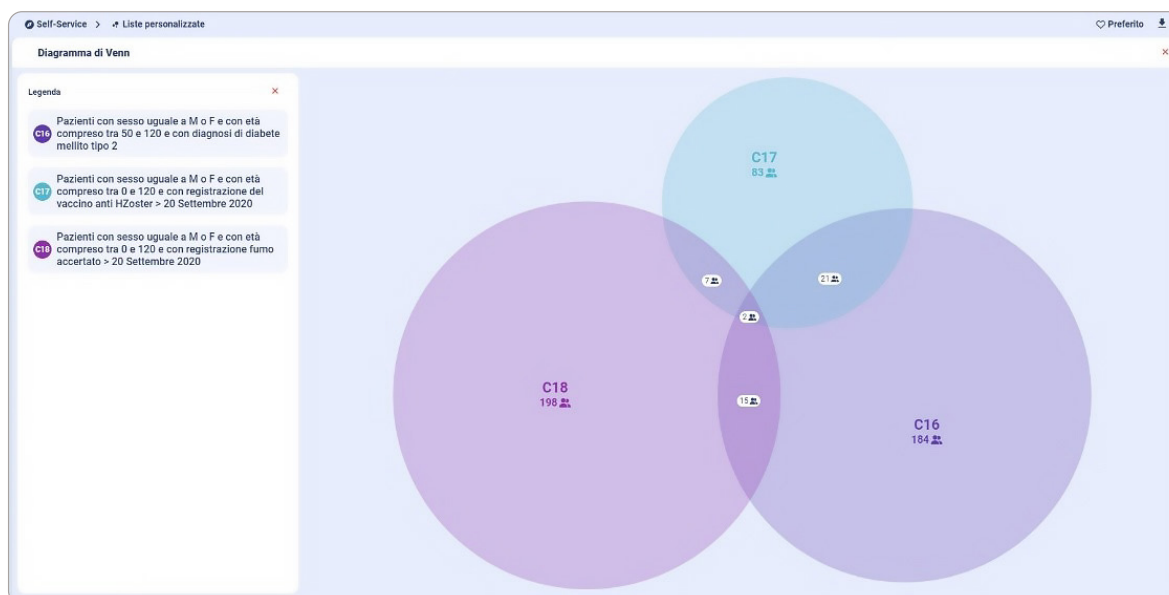 Self-Service > Liste personalizzate
Preferito
Diagramma di Venn
Legenda
C16
Pazienti con sesso uguale a M o F e con età
compreso tra 50 e 120 e con diagnosi di diabete
mellito tipo 2
C17
Pazienti con sesso uguale a M o F e con età
compreso tra 0 e 120 e con registrazione del
vaccino anti HZoster > 20 Settembre 2020
C18
Pazienti con sesso uguale a M o F e con età
compreso tra 0 e 120 e con registrazione fumo
accertato > 20 Settembre 2020
C17
83
7
21
2
C18
198
15
C16
184